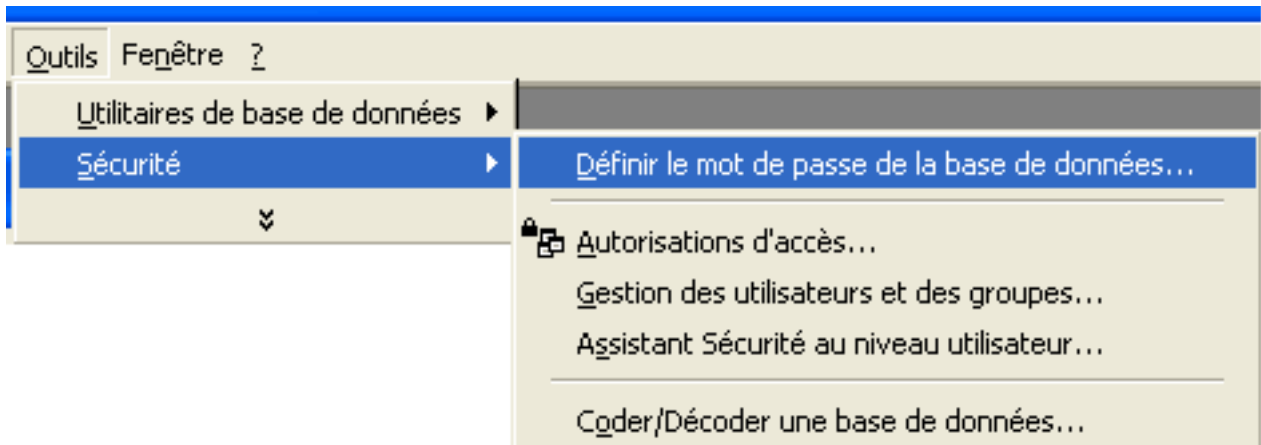 Outils Fenêtre ?
Utilitaires de base de données
Sécurité
Définir le mot de passe de la base de données...
Autorisations d'accès...
Gestion des utilisateurs et des groupes...
Assistant Sécurité au niveau utilisateur...
Coder/Décoder une base de données...